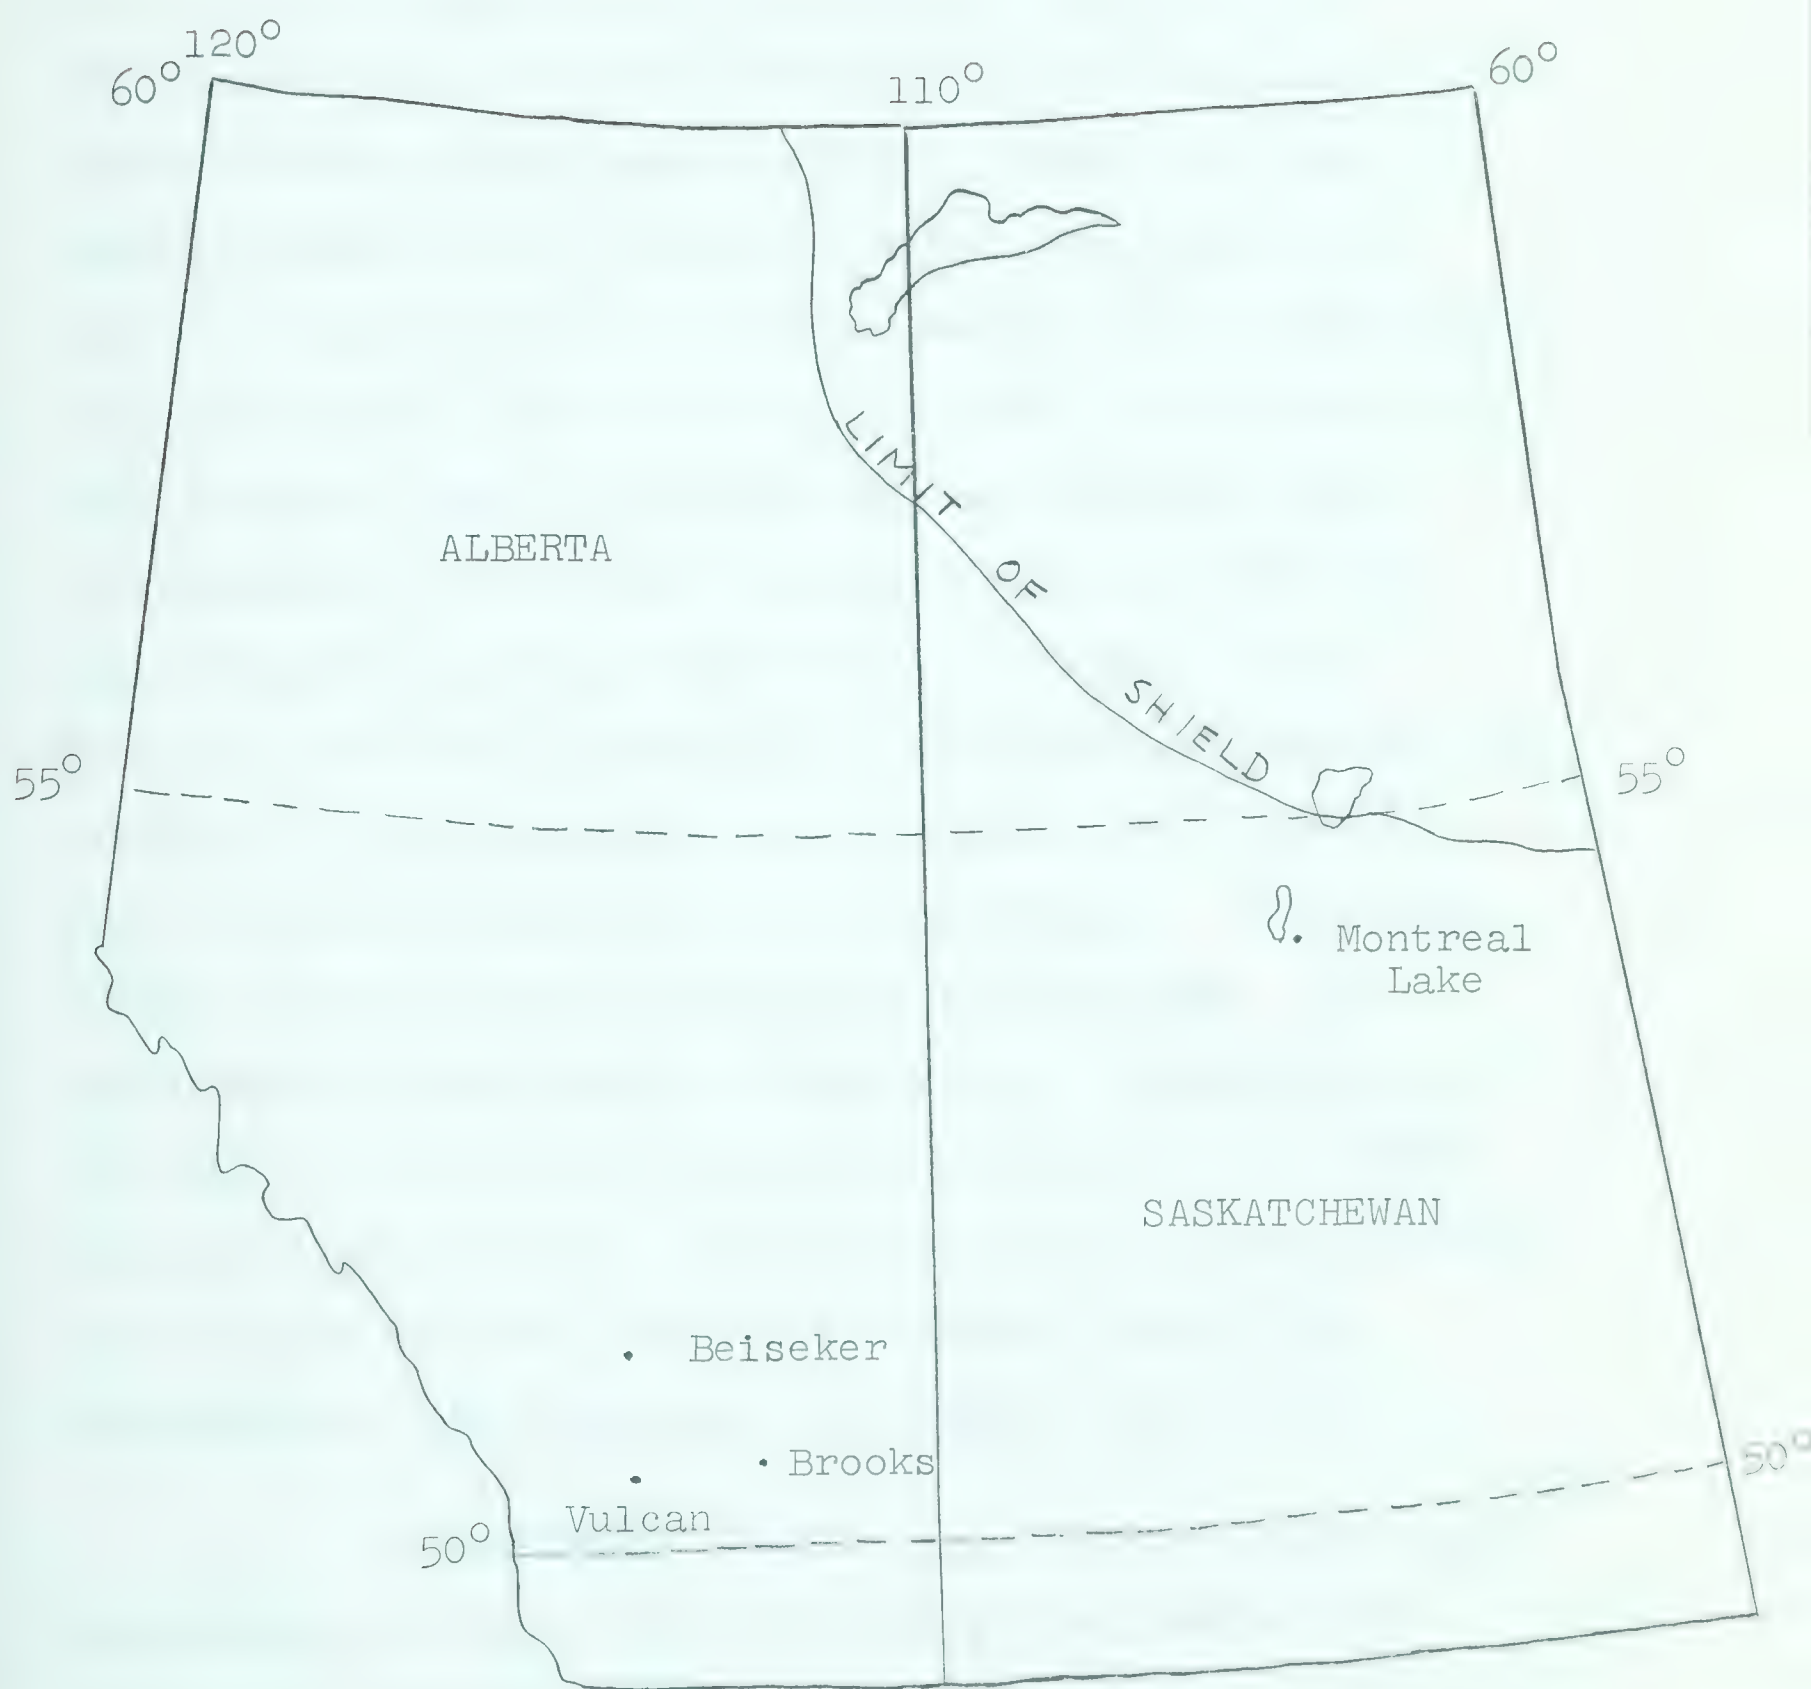 120°
60°
110°
60°
LIMIT OF SHIELD
ALBERTA
55°
55°
Montreal
Lake
SASKATCHEWAN
Beiseker
Brooks
50°
Vulcan
50°